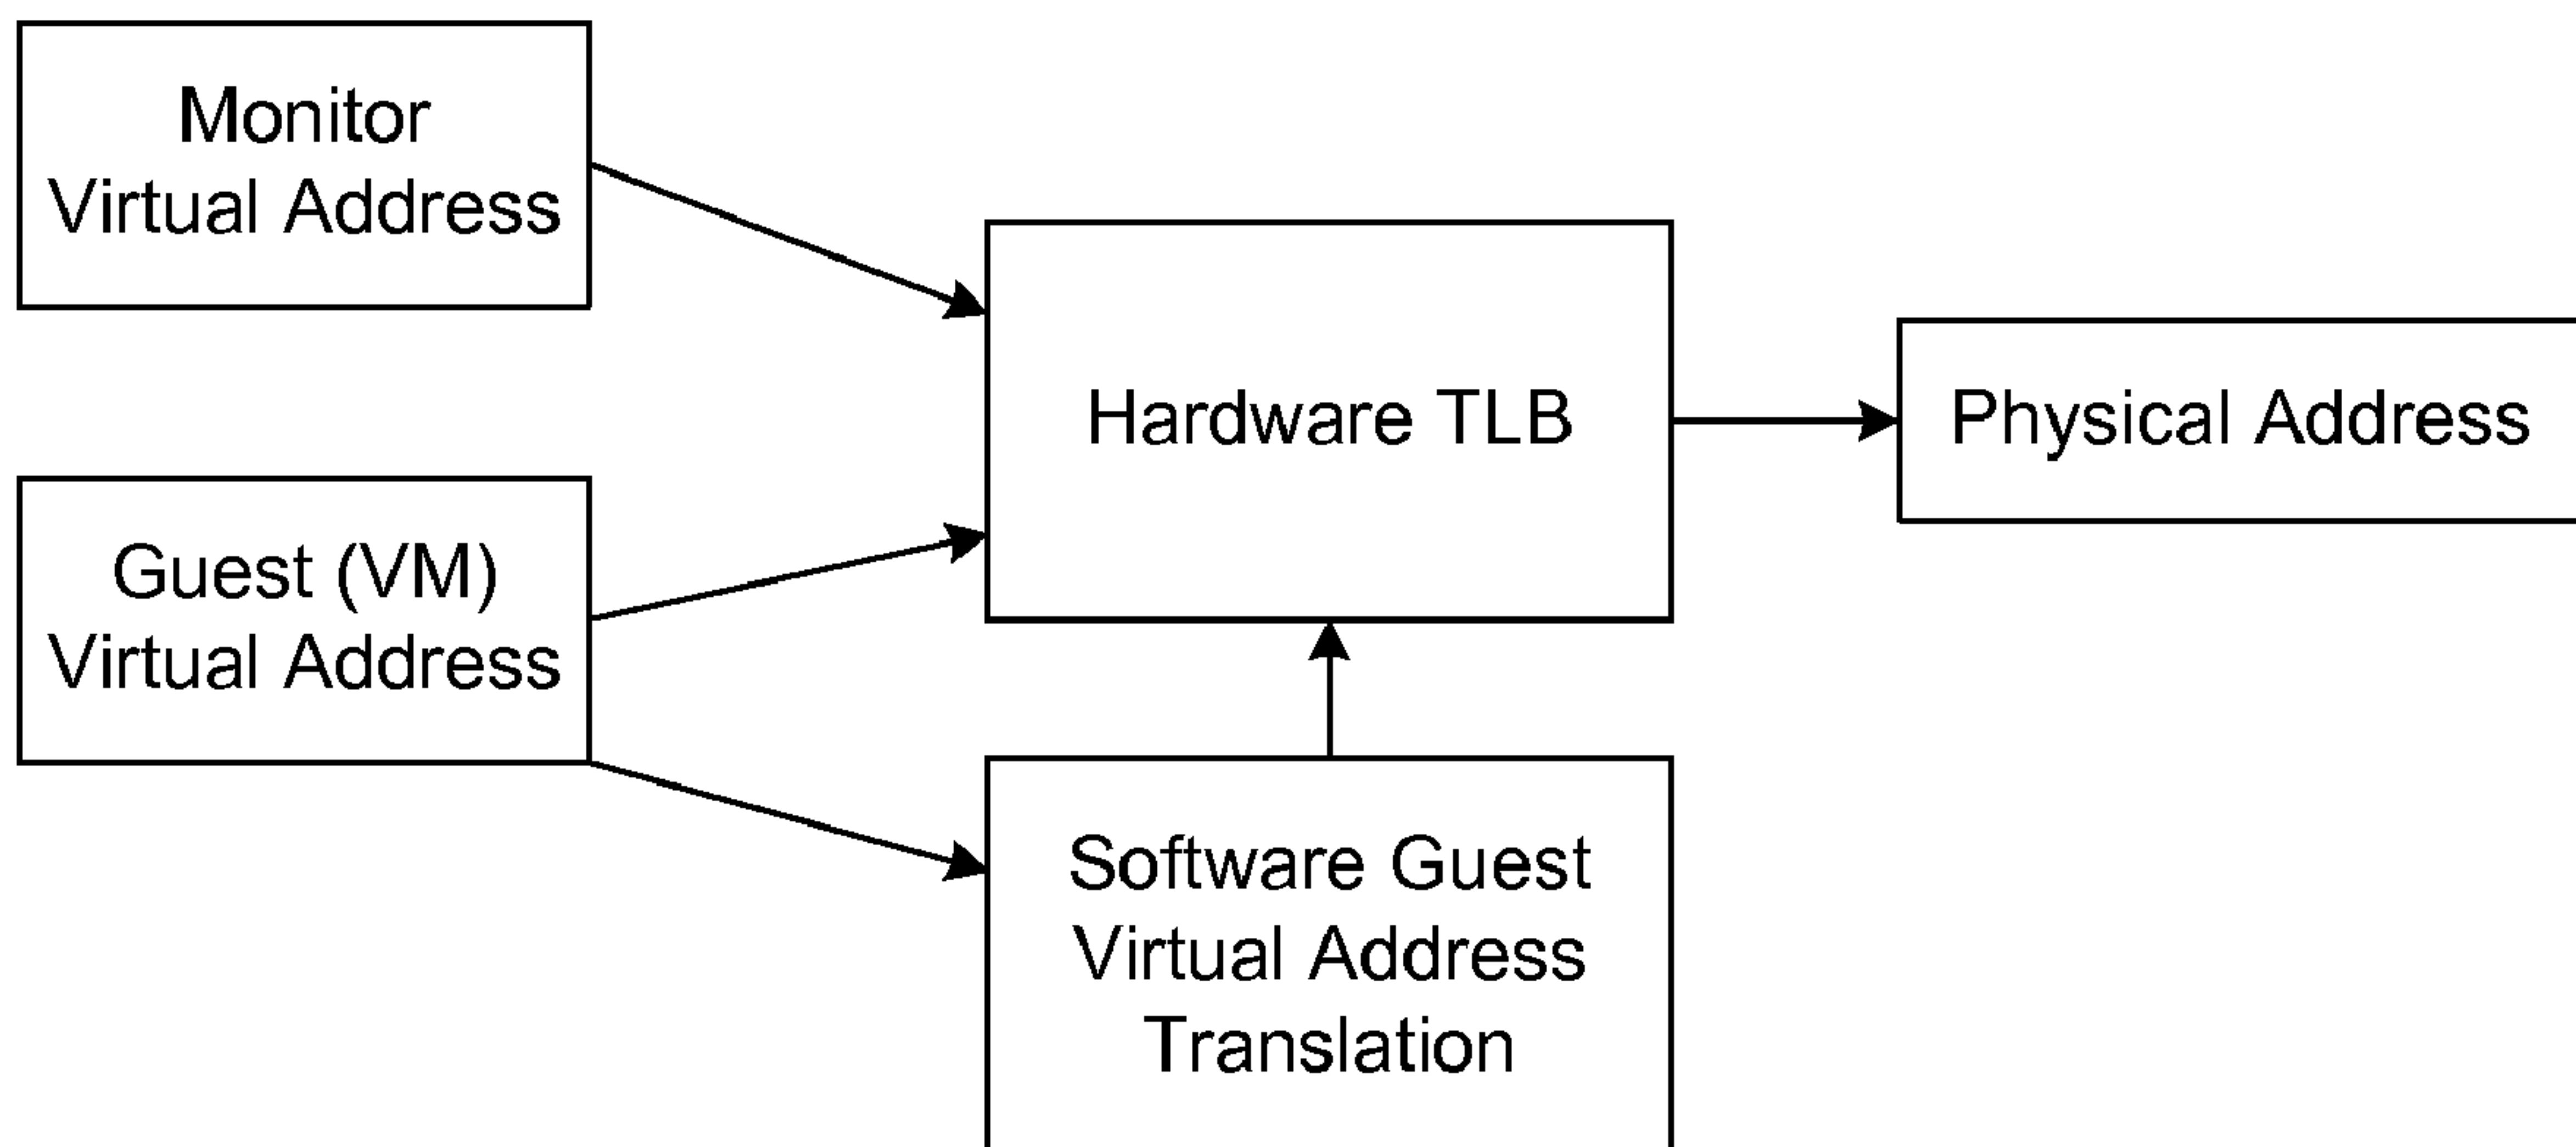 Monitor
Virtual Address
Hardware TLB
Physical Address
Guest (VM)
Virtual Address
Software Guest
Virtual Address
Translation